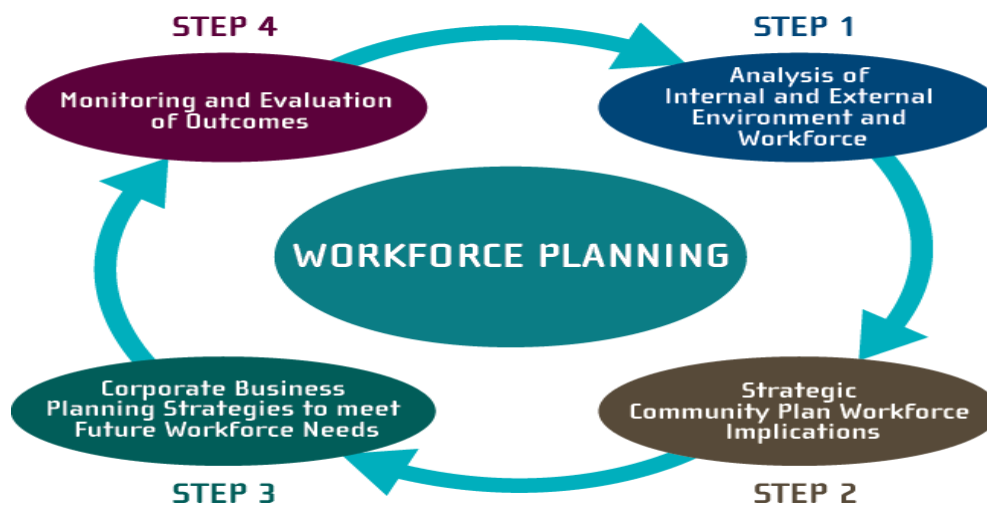 STEP 4
Monitoring and Evaluation
of Outcomes
STEP 1
Analysis of
Internal and External
Environment and
Workforce
WORKFORCE PLANNING
Corporate Business
Planning Strategies to meet
Future Workforce Needs
STEP 3
Strategic
Community Plan Workforce
Implications
STEP 2